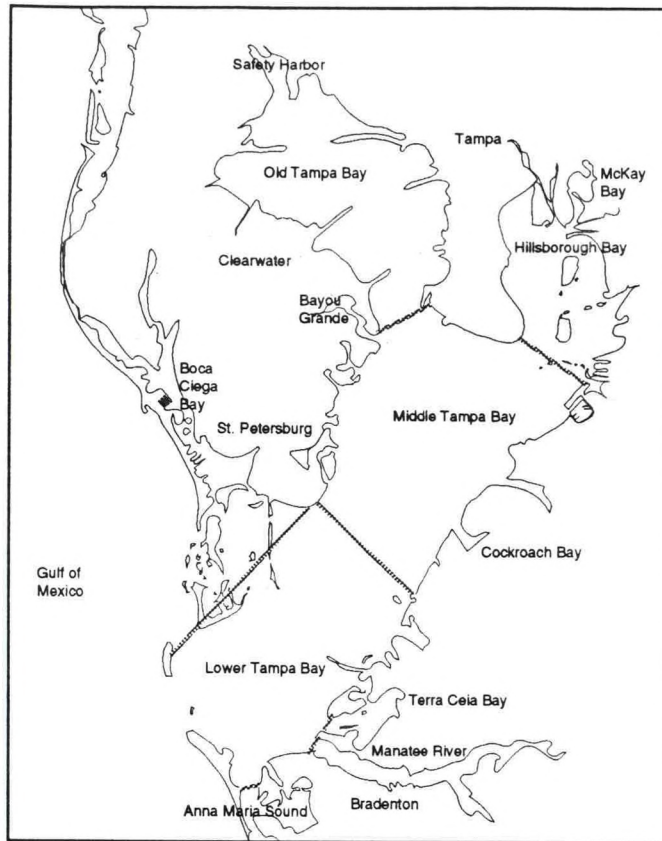 Safety Harbor
Tampa
McKay
Bay
Old Tampa Bay
Hillsborough Bay
Clearwater
Bayou
Grande
Boca
Ciega
Bay
Middle Tampa Bay
St. Petersburg
Cockroach Bay
Gulf of
Mexico
Lower Tampa Bay
Terra Ceia Bay
Manatee River
Anna Maria Sound
Bradenton